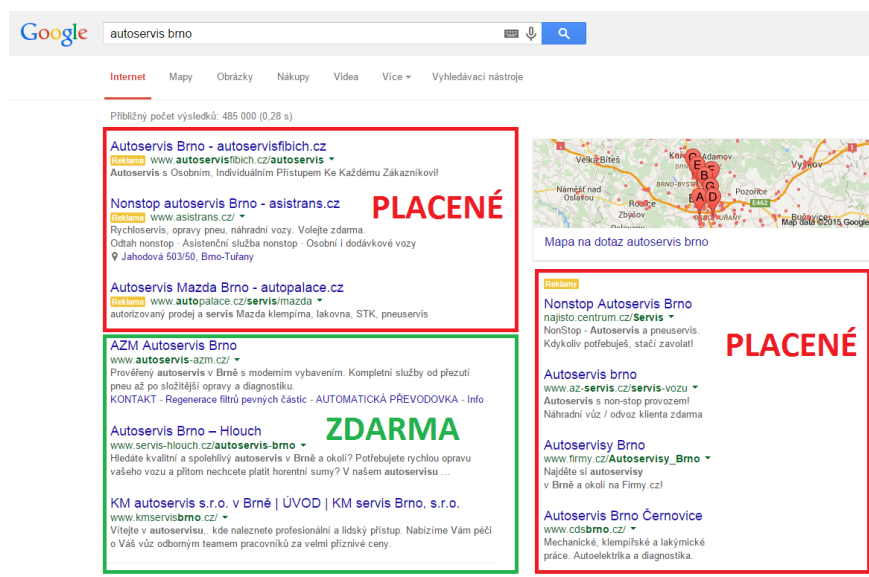 Google
autoservis brno
Internet Mapy Obrázky Nákupy Videa Více Vyhledávací nástroje
Přibližný počet výsledků: 485 000 (0,28 s)
Autoservis Brno - autoservisfibich.cz
Reklama www.autoservisfibich.cz/autoservis
Autoservis s Osobním, Individuálním Přístupem Ke Každému Zákazníkovi!
Nonstop autoservis Brno - asistrans.cz
PLACENÉ
Reklama www.asistrans.cz/
Rychloservis, opravy pneu, náhradní vozy. Volejte zdarma.
Odtah nonstop · Asistenční služba nonstop · Osobní i dodávkové vozy
Jahodová 503/50, Brno-Tuřany
Autoservis Mazda Brno - autopalace.cz
Reklama www.autopalace.cz/servis/mazda
autorizovaný prodej a servis Mazda klempírna, lakovna, STK, pneuservis
AZM Autoservis Brno
www.autoservis-azm.cz/
Prověřený autoservis v Brně s moderním vybavením. Kompletní služby od přezutí
pneu až po složitější opravy a diagnostiku.
KONTAKT - Regenerace filtrů pevných částic - AUTOMATICKÁ PŘEVODOVKA - Info
ZDARMA
Autoservis Brno – Hlouch
www.servis-hlouch.cz/autoservis-brno
Hledáte kvalitní a spolehlivý autoservis v Brně a okolí? Potřebujete rychlou opravu
vašeho vozu a přitom nechcete platit horentní sumy? V našem autoservisu ...
KM autoservis s.r.o. v Brně | ÚVOD | KM servis Brno, s.r.o.
www.kmservisbrno.cz/
Vítejte v autoservisu,. kde naleznete profesionální a lidský přístup. Nabízíme Vám péči
o Váš vůz odborným teamem pracovníků za velmi příznivé ceny.
Velká Bíteš
Adamov
Vyškov
C
E
F
B
G
A D
Náměšť nad
Oslavou
Rosice
Pozořice
E462
Zbýšov
Bučovice
Map data ©2015 Google
Mapa na dotaz autoservis brno
Reklamy
Nonstop Autoservis Brno
najisto.centrum.cz/Servis
NonStop - Autoservis a pneuservis.
Kdykoliv potřebuješ, stačí zavolat!
PLACENÉ
Autoservis brno
www.az-servis.cz/servis-vozu
Autoservis s non-stop provozem!
Náhradní vůz / odvoz klienta zdarma
Autoservisy Brno
www.firmy.cz/Autoservisy_Brno
Najděte si autoservisy
v Brně a okolí na Firmy.cz!
Autoservis Brno Černovice
www.cdsbrno.cz/
Mechanické, klempířské a lakýrnické
práce. Autoelektrika a diagnostika.